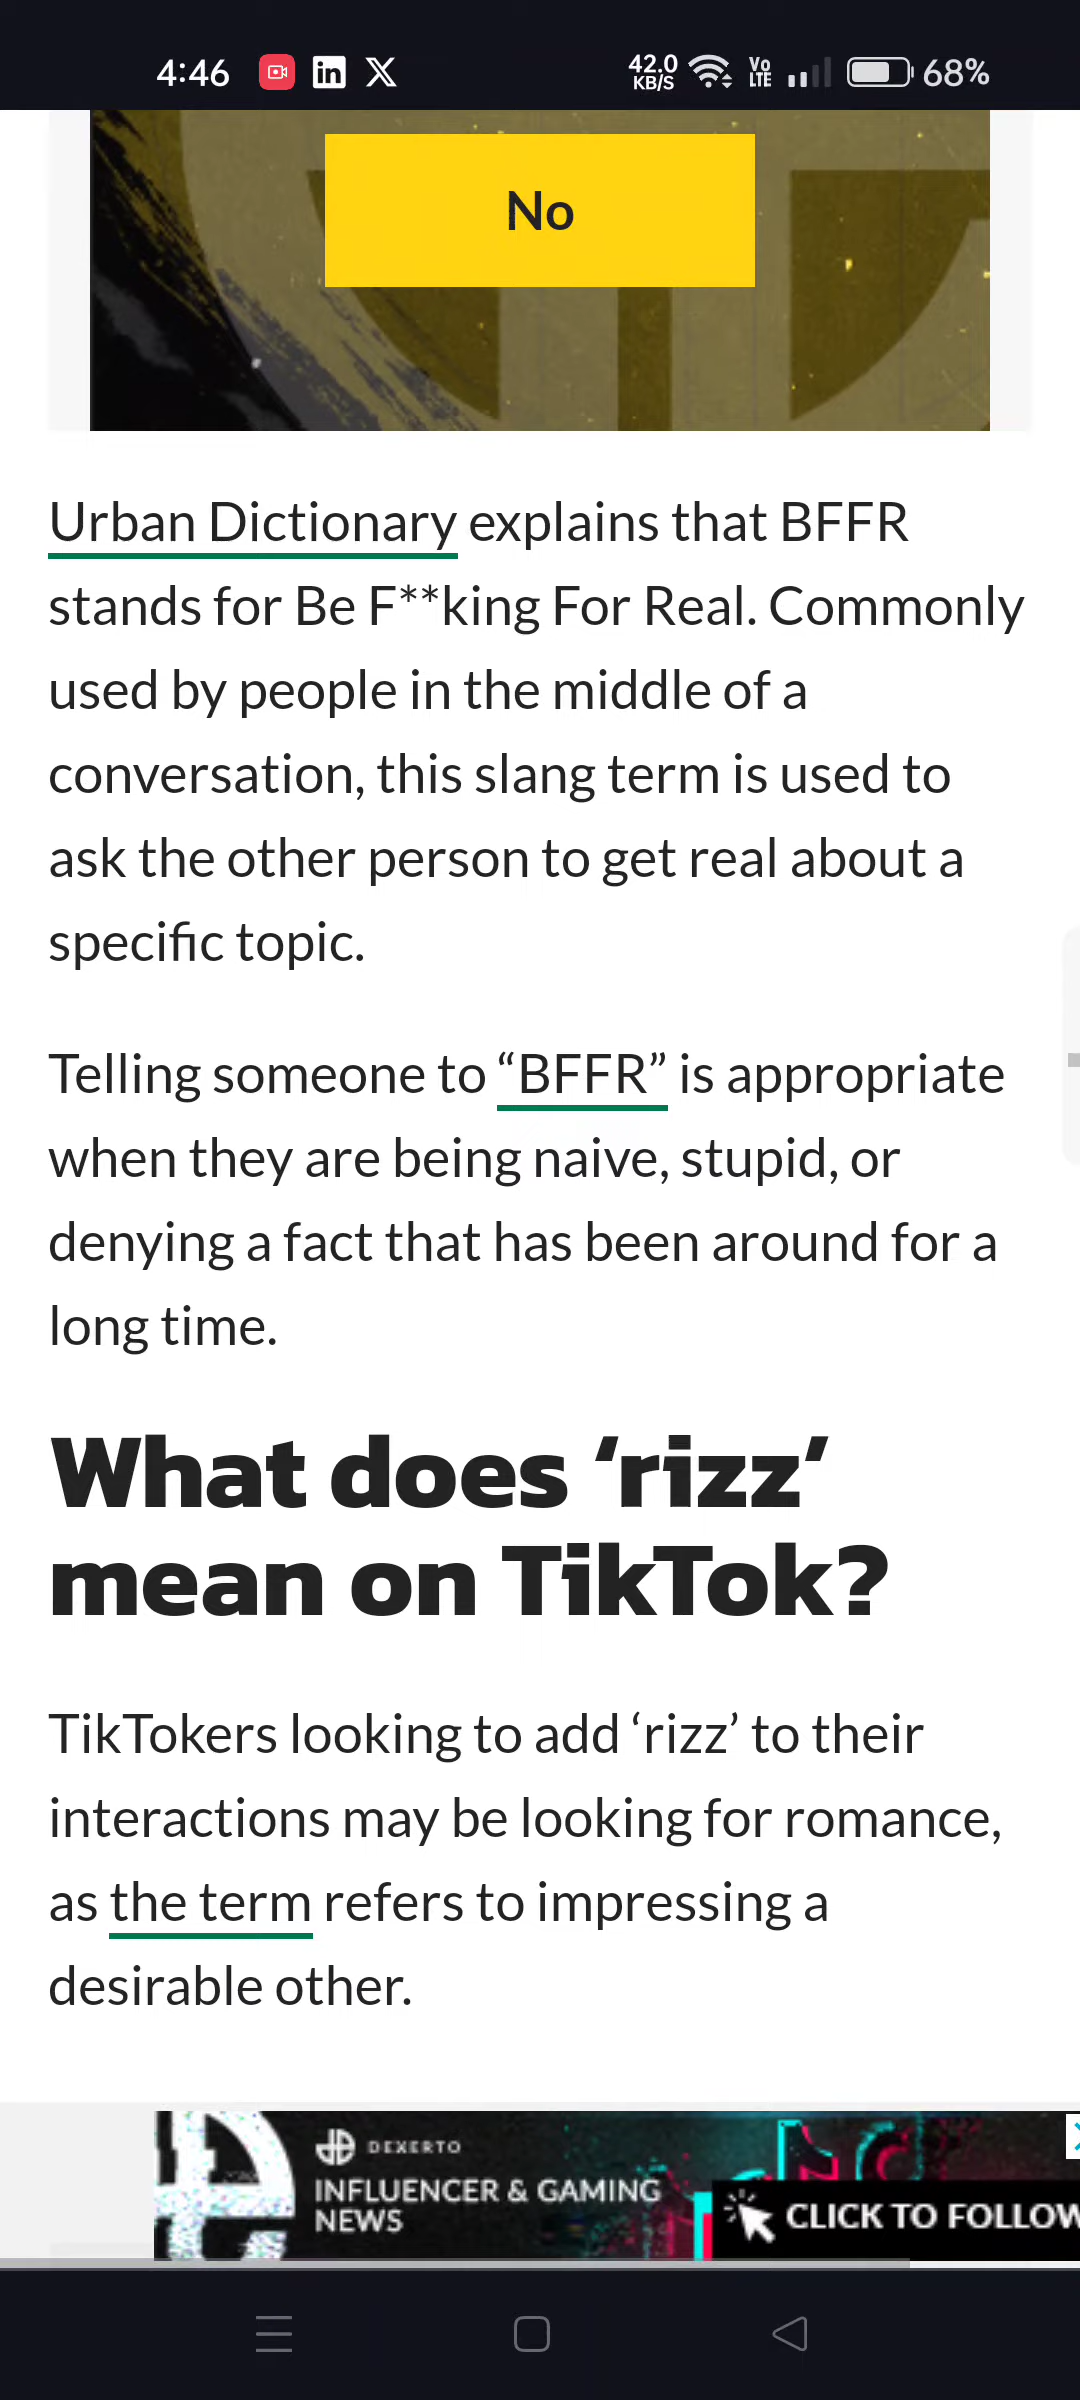 4:46 in X 42.0 KB/S Vo LTE 68%
No
Urban Dictionary explains that BFFR
stands for Be F**king For Real. Commonly
used by people in the middle of a
conversation, this slang term is used to
ask the other person to get real about a
specific topic.
Telling someone to “BFFR” is appropriate
when they are being naive, stupid, or
denying a fact that has been around for a
long time.
What does ‘rizz’
mean on TikTok?
TikTokers looking to add ‘rizz’ to their
interactions may be looking for romance,
as the term refers to impressing a
desirable other.
DEXERTO
INFLUENCER & GAMING
NEWS
CLICK TO FOLLOW